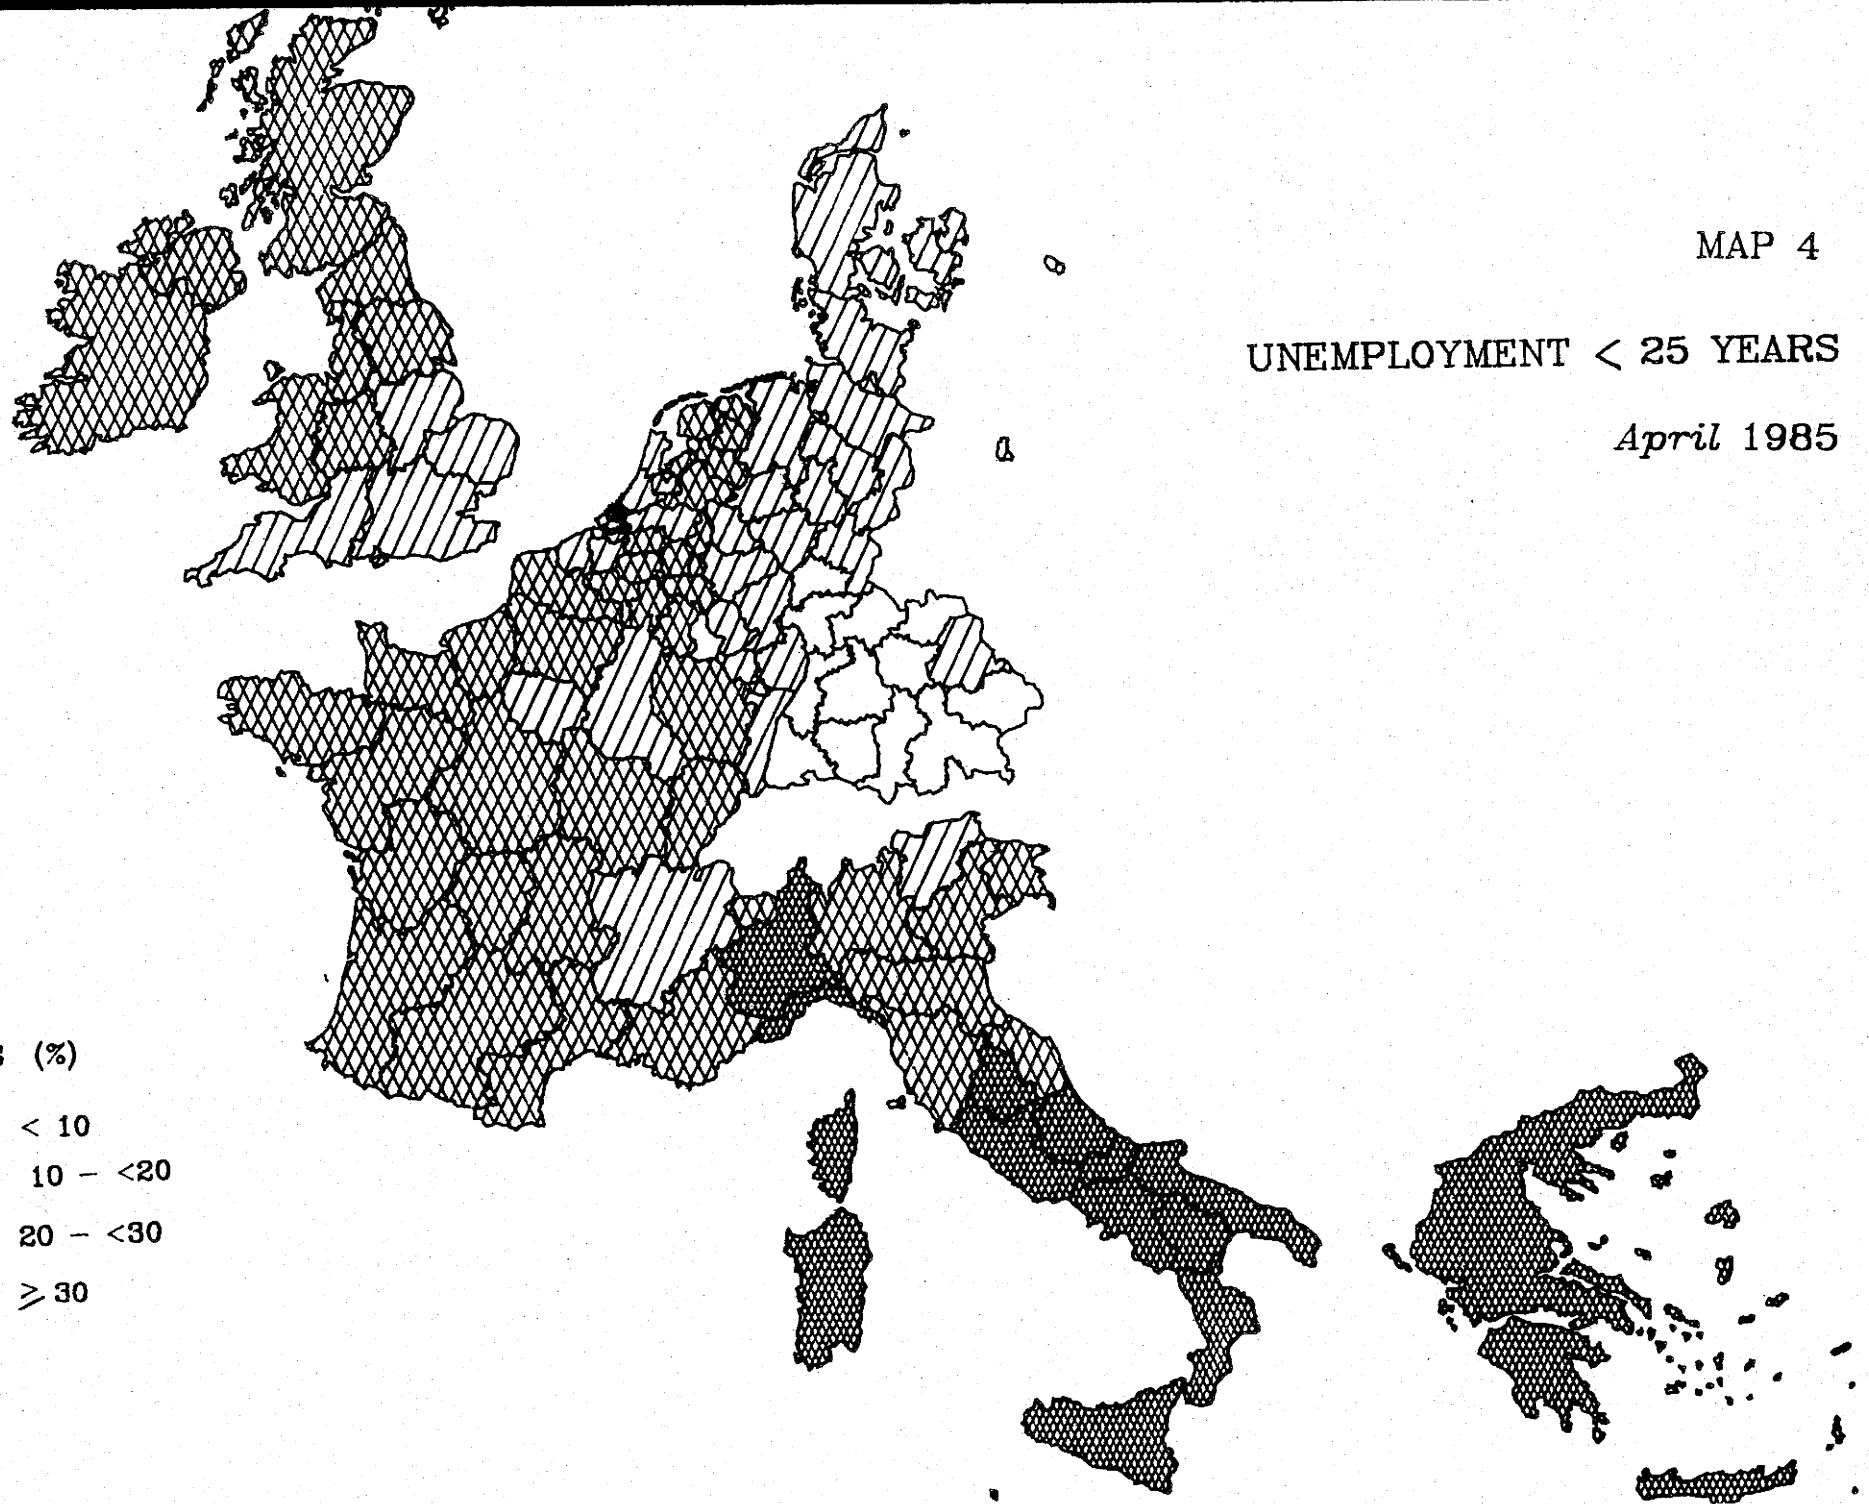 MAP 4
UNEMPLOYMENT < 25 YEARS
April 1985
(%)
< 10
10 - <20
20 - <30
≥ 30